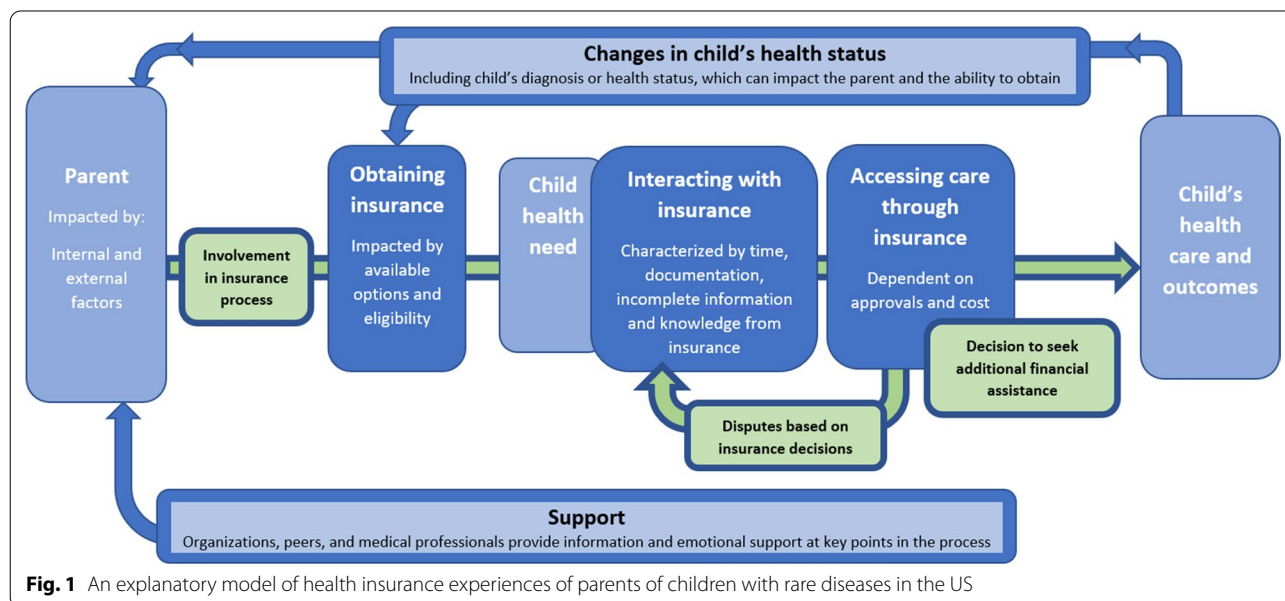 Changes in child's health status
Including child's diagnosis or health status, which can impact the parent and the ability to obtain
Parent
Impacted by:
Internal and
external
factors
Involvement
in insurance
process
Obtaining
insurance
Impacted by
available
options and
eligibility
Child
health
need
Interacting with
insurance
Characterized by time,
documentation,
incomplete information
and knowledge from
insurance
Accessing care
through
insurance
Dependent on
approvals and cost
Decision to seek
additional financial
assistance
Disputes based on
insurance decisions
Child's
health
care and
outcomes
Support
Organizations, peers, and medical professionals provide information and emotional support at key points in the process
Fig. 1 An explanatory model of health insurance experiences of parents of children with rare diseases in the US